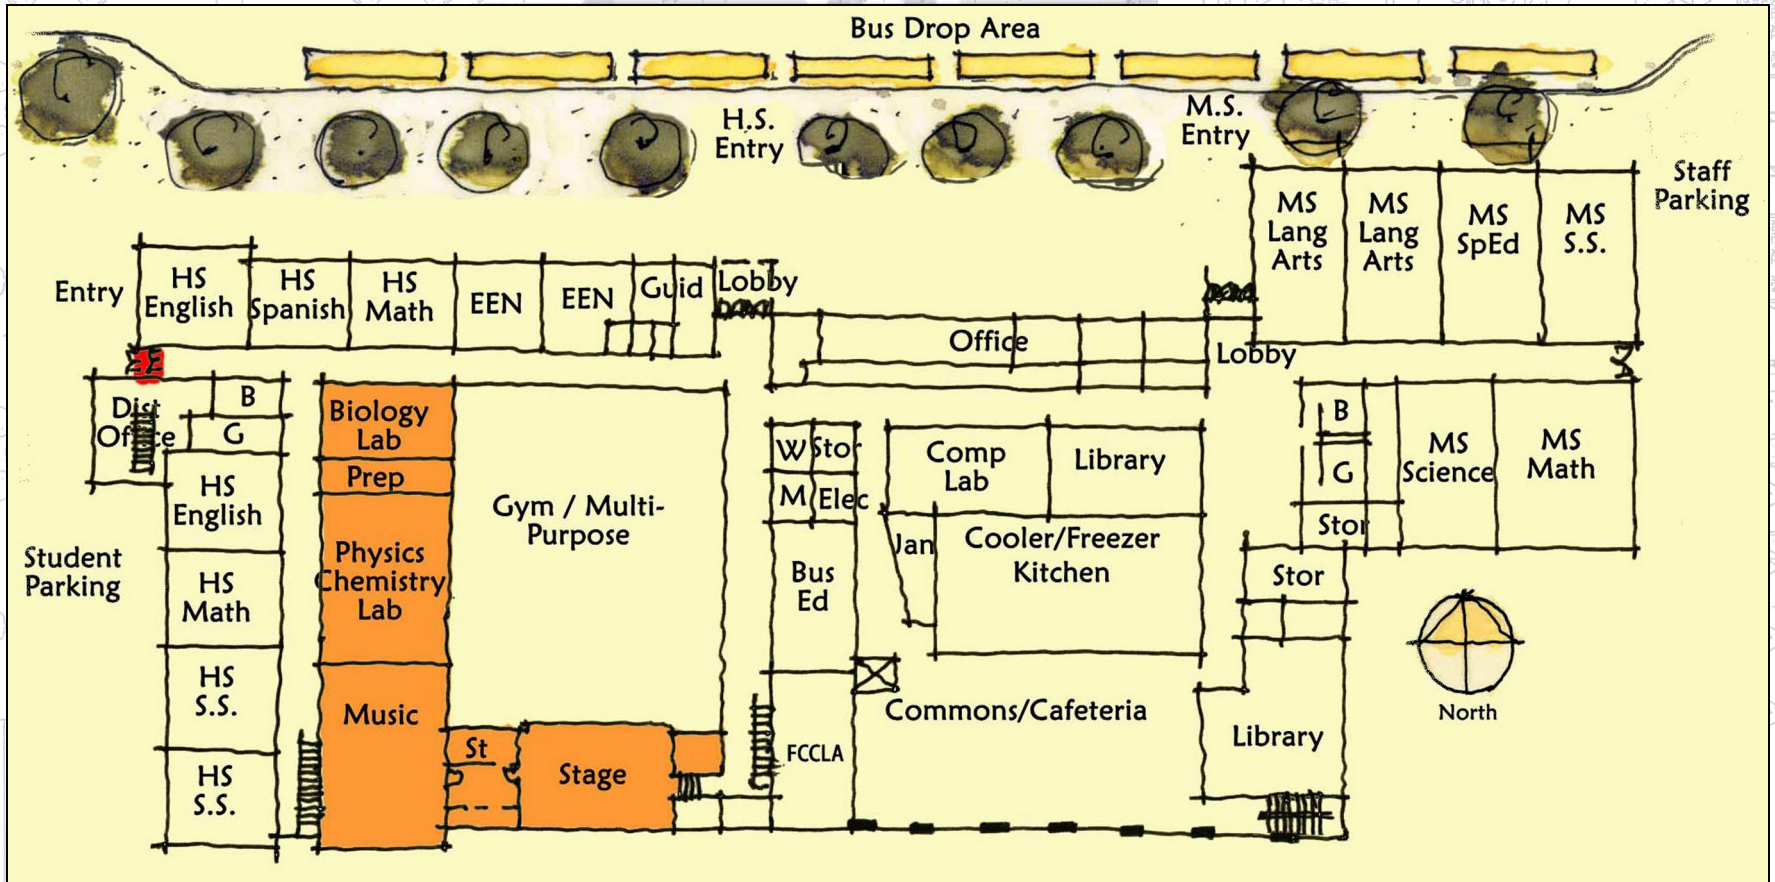 Bus Drop Area
H.S.
Entry
M.S.
Entry
Staff
Parking
MS
Lang
Arts
MS
Lang
Arts
MS
SpEd
MS
S.S.
Entry
HS
English
HS
Spanish
HS
Math
EEN
EEN
Guid
Lobby
Office
Lobby
Dist
Office
B
G
Biology
Lab
Prep
Gym / Multi-
Purpose
W
Stor
M
Elec
Comp
Lab
Library
B
G
Stor
MS
Science
MS
Math
HS
English
Student
Parking
HS
Math
Physics
Chemistry
Lab
Bus
Ed
Jan
Cooler/Freezer
Kitchen
Stor
HS
S.S.
Music
Commons/Cafeteria
Library
North
HS
S.S.
St
Stage
FCCLA